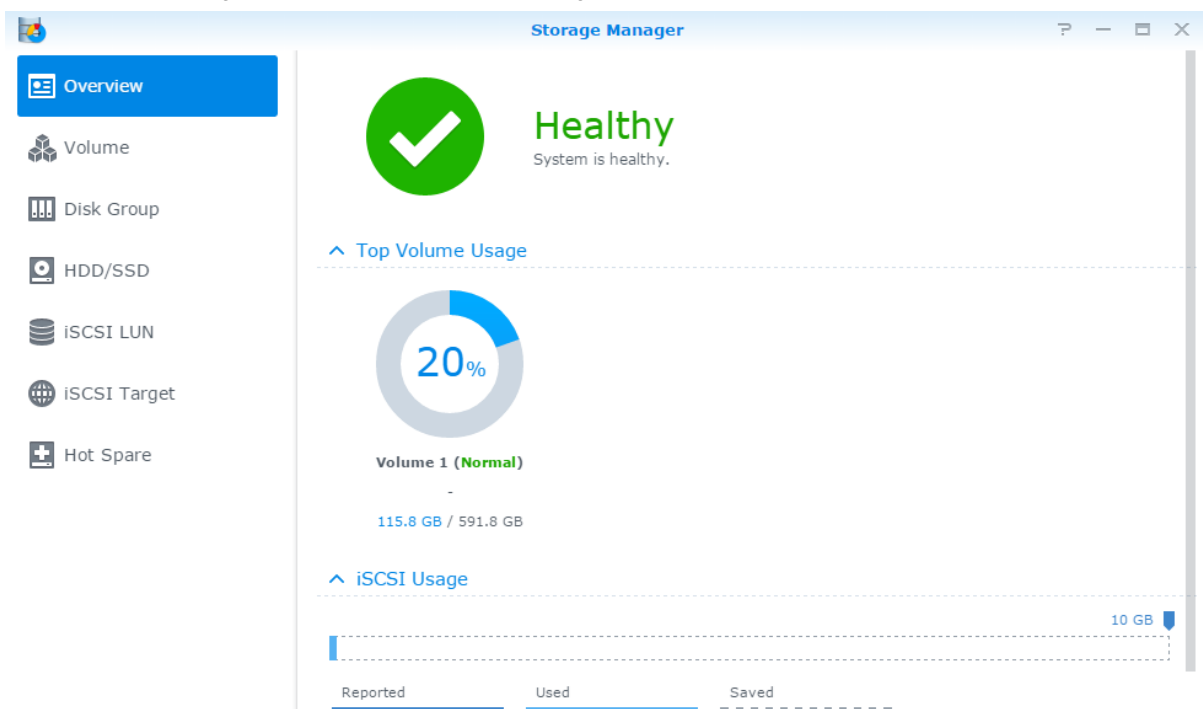 Storage Manager
?
Overview
Volume
Disk Group
HDD/SSD
iSCSI LUN
iSCSI Target
Hot Spare
Healthy
System is healthy.
Top Volume Usage
20%
Volume 1 (Normal)
-
115.8 GB / 591.8 GB
iSCSI Usage
10 GB
Reported Used Saved